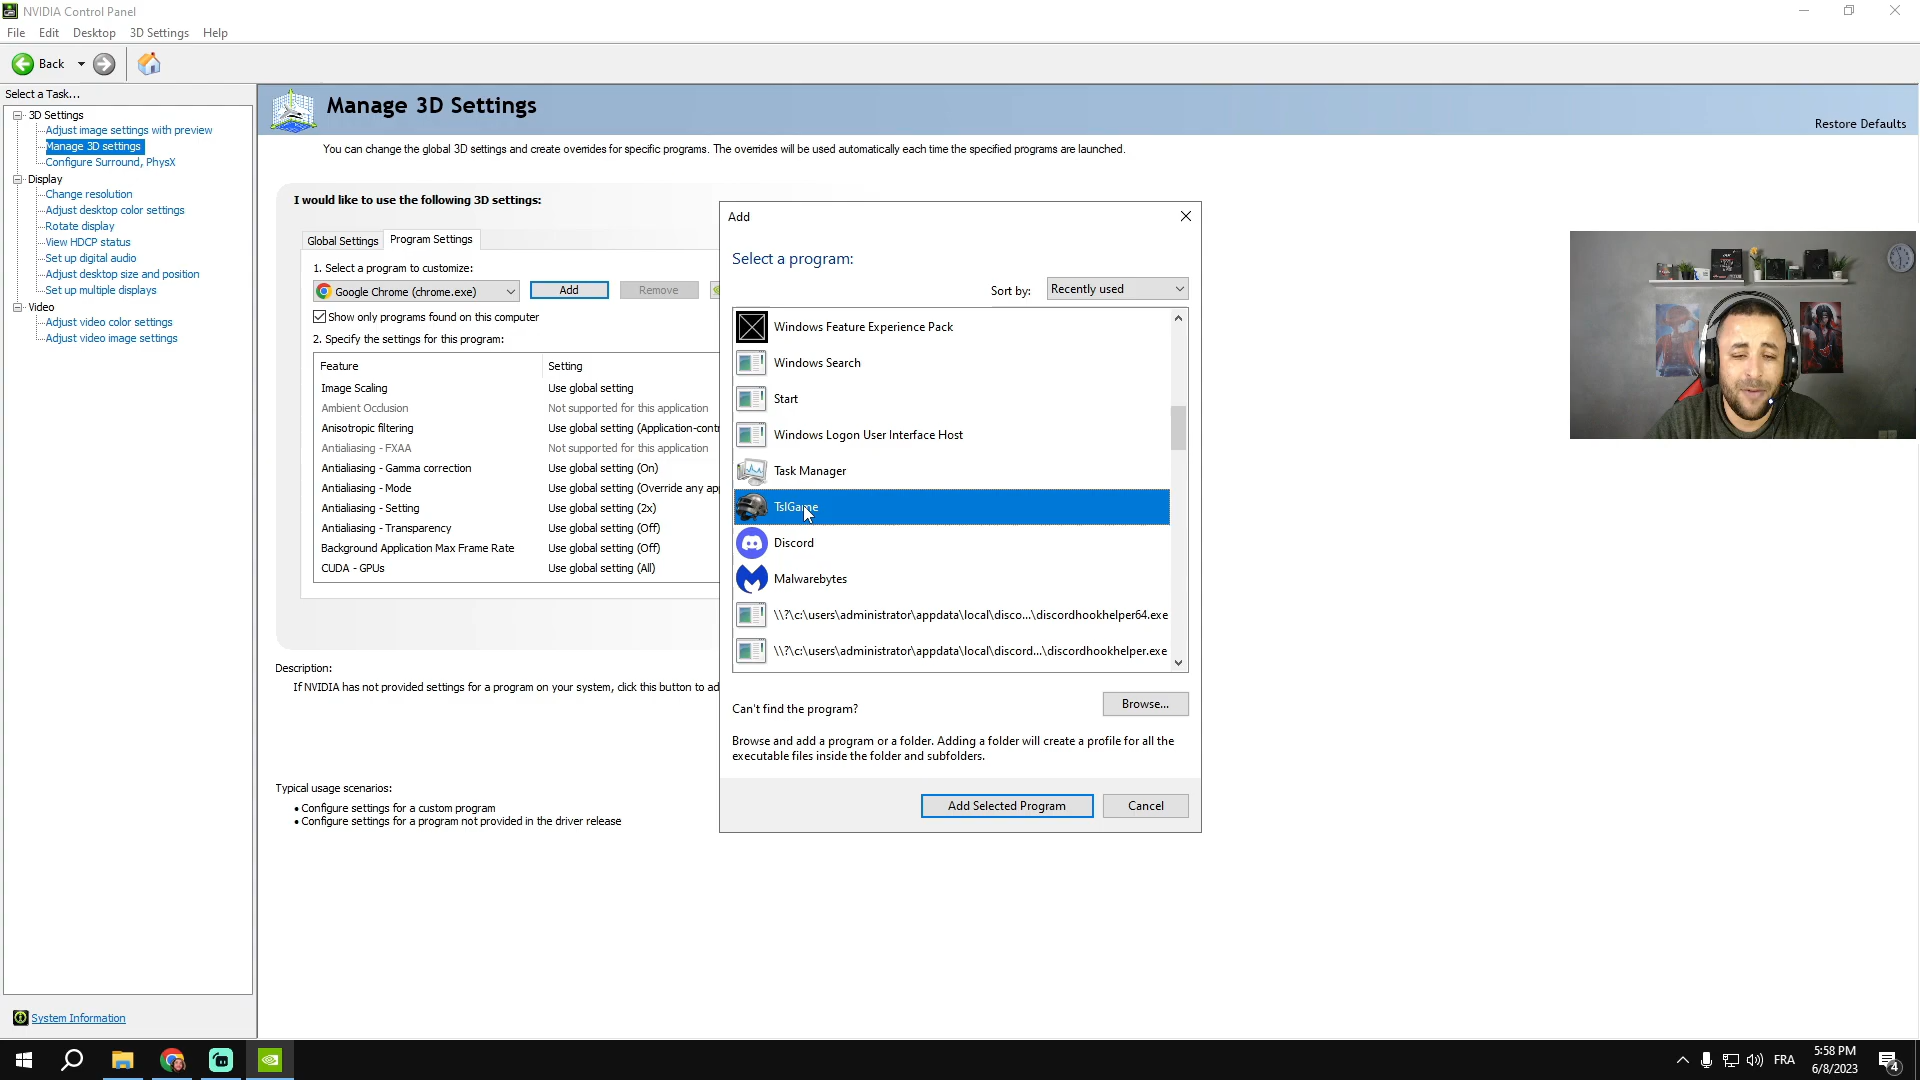 NVIDIA Control Panel
File Edit Desktop 3D Settings Help
Back
Select a Task...
3D Settings
Adjust image settings with preview
Manage 3D settings
Configure Surround, PhysX
Display
Change resolution
Adjust desktop color settings
Rotate display
View HDCP status
Set up digital audio
Adjust desktop size and position
Set up multiple displays
Video
Adjust video color settings
Adjust video image settings
System Information
Manage 3D Settings
Restore Defaults
You can change the global 3D settings and create overrides for specific programs. The overrides will be used automatically each time the specified programs are launched.
I would like to use the following 3D settings:
Global Settings Program Settings
1. Select a program to customize:
Google Chrome (chrome.exe) Add Remove
Show only programs found on this computer
2. Specify the settings for this program:
Feature Setting
Image Scaling Use global setting
Ambient Occlusion Not supported for this application
Anisotropic filtering Use global setting (Application-contr
Antialiasing - FXAA Not supported for this application
Antialiasing - Gamma correction Use global setting (On)
Antialiasing - Mode Use global setting (Override any ap
Antialiasing - Setting Use global setting (2x)
Antialiasing - Transparency Use global setting (Off)
Background Application Max Frame Rate Use global setting (Off)
CUDA - GPUs Use global setting (All)
Description:
If NVIDIA has not provided settings for a program on your system, click this button to ad
Typical usage scenarios:
• Configure settings for a custom program
• Configure settings for a program not provided in the driver release
Add
Select a program:
Sort by: Recently used
Windows Feature Experience Pack
Windows Search
Start
Windows Logon User Interface Host
Task Manager
TslGame
Discord
Malwarebytes
\\?\c:\users\administrator\appdata\local\disco...\discordhookhelper64.exe
\\?\c:\users\administrator\appdata\local\discord...\discordhookhelper.exe
Can't find the program? Browse...
Browse and add a program or a folder. Adding a folder will create a profile for all the
executable files inside the folder and subfolders.
Add Selected Program Cancel
FRA
5:58 PM
6/8/2023
4